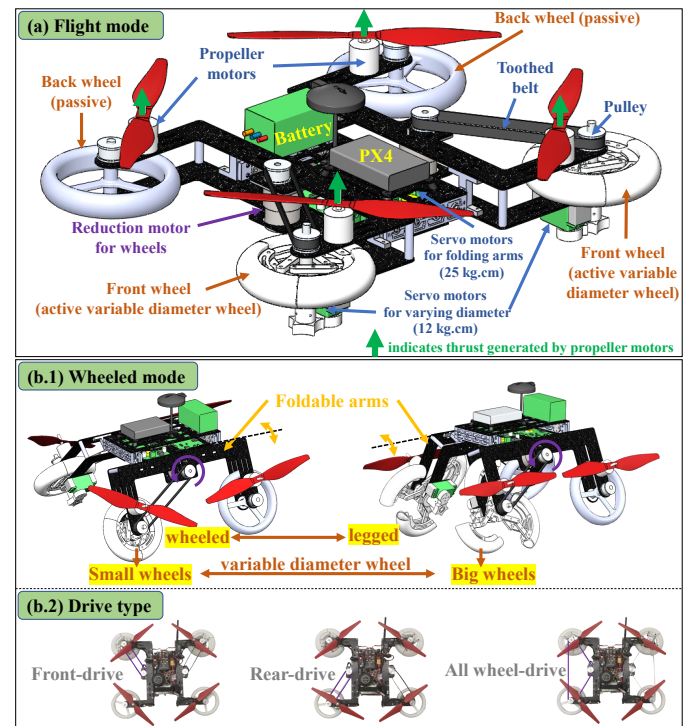 (a) Flight mode
Back wheel (passive)
Propeller
motors
Back wheel
(passive)
Toothed
belt
Pulley
Battery
PX4
Reduction motor
for wheels
Servo motors
for folding arms
(25 kg.cm)
Front wheel
(active variable
diameter wheel)
Front wheel
(active variable diameter wheel)
Servo motors
for varying diameter
(12 kg.cm)
indicates thrust generated by propeller motors
(b.1) Wheeled mode
Foldable arms
wheeled
legged
Small wheels
variable diameter wheel
Big wheels
(b.2) Drive type
Front-drive
Rear-drive
All wheel-drive